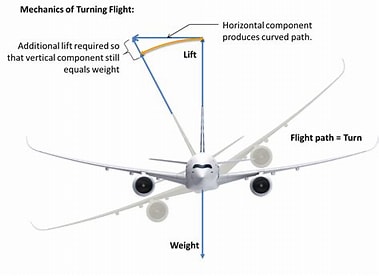 Mechanics of Turning Flight:
Horizontal component
produces curved path.
Additional lift required so
that vertical component still
equals weight
Lift
Flight path = Turn
Weight